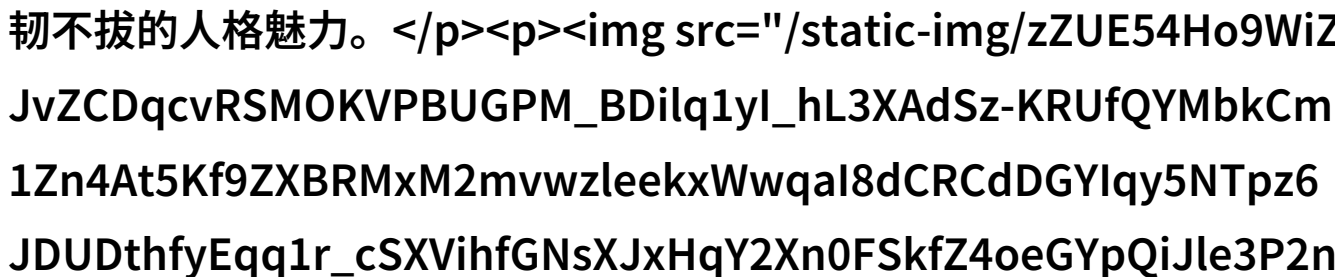 韧不拔的人格魅力。</p><p><img src="/static-img/zZUE54Ho9WiZ
JvZCDqcvRSMOKVPBUGPM_BDilq1yI_hL3XAdSz-KRUfQYMbkCm
1Zn4At5Kf9ZXBRMxM2mvwzleekxWwqaI8dCRCdDGYIqy5NTpz6
JDUDthfyEqq1r_cSXVihfGNsXJxHqY2Xn0FSkfZ4oeGYpQiJle3P2n